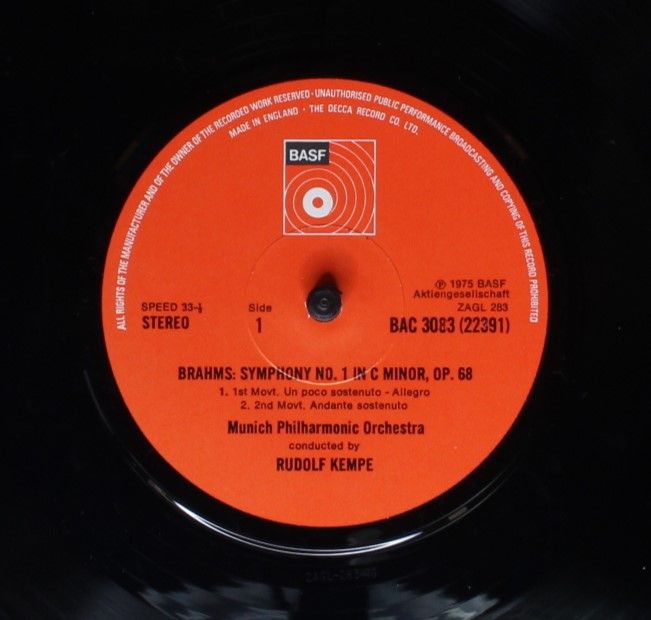 ALL RIGHTS OF THE MANUFACTURER AND OF THE OWNER OF THE RECORDED WORK RESERVED · UNAUTHORISED PUBLIC PERFORMANCE BROADCASTING AND COPYING OF THIS RECORD PROHIBITED
MADE IN ENGLAND · THE DECCA RECORD CO. LTD.
BASF
℗ 1975 BASF
Aktiengesellschaft
SPEED 33-⅓ Side ZAGL 283
STEREO 1 BAC 3083 (22391)
BRAHMS: SYMPHONY NO. 1 IN C MINOR, OP. 68
1. 1st Movt. Un poco sostenuto - Allegro
2. 2nd Movt. Andante sostenuto
Munich Philharmonic Orchestra
conducted by
RUDOLF KEMPE